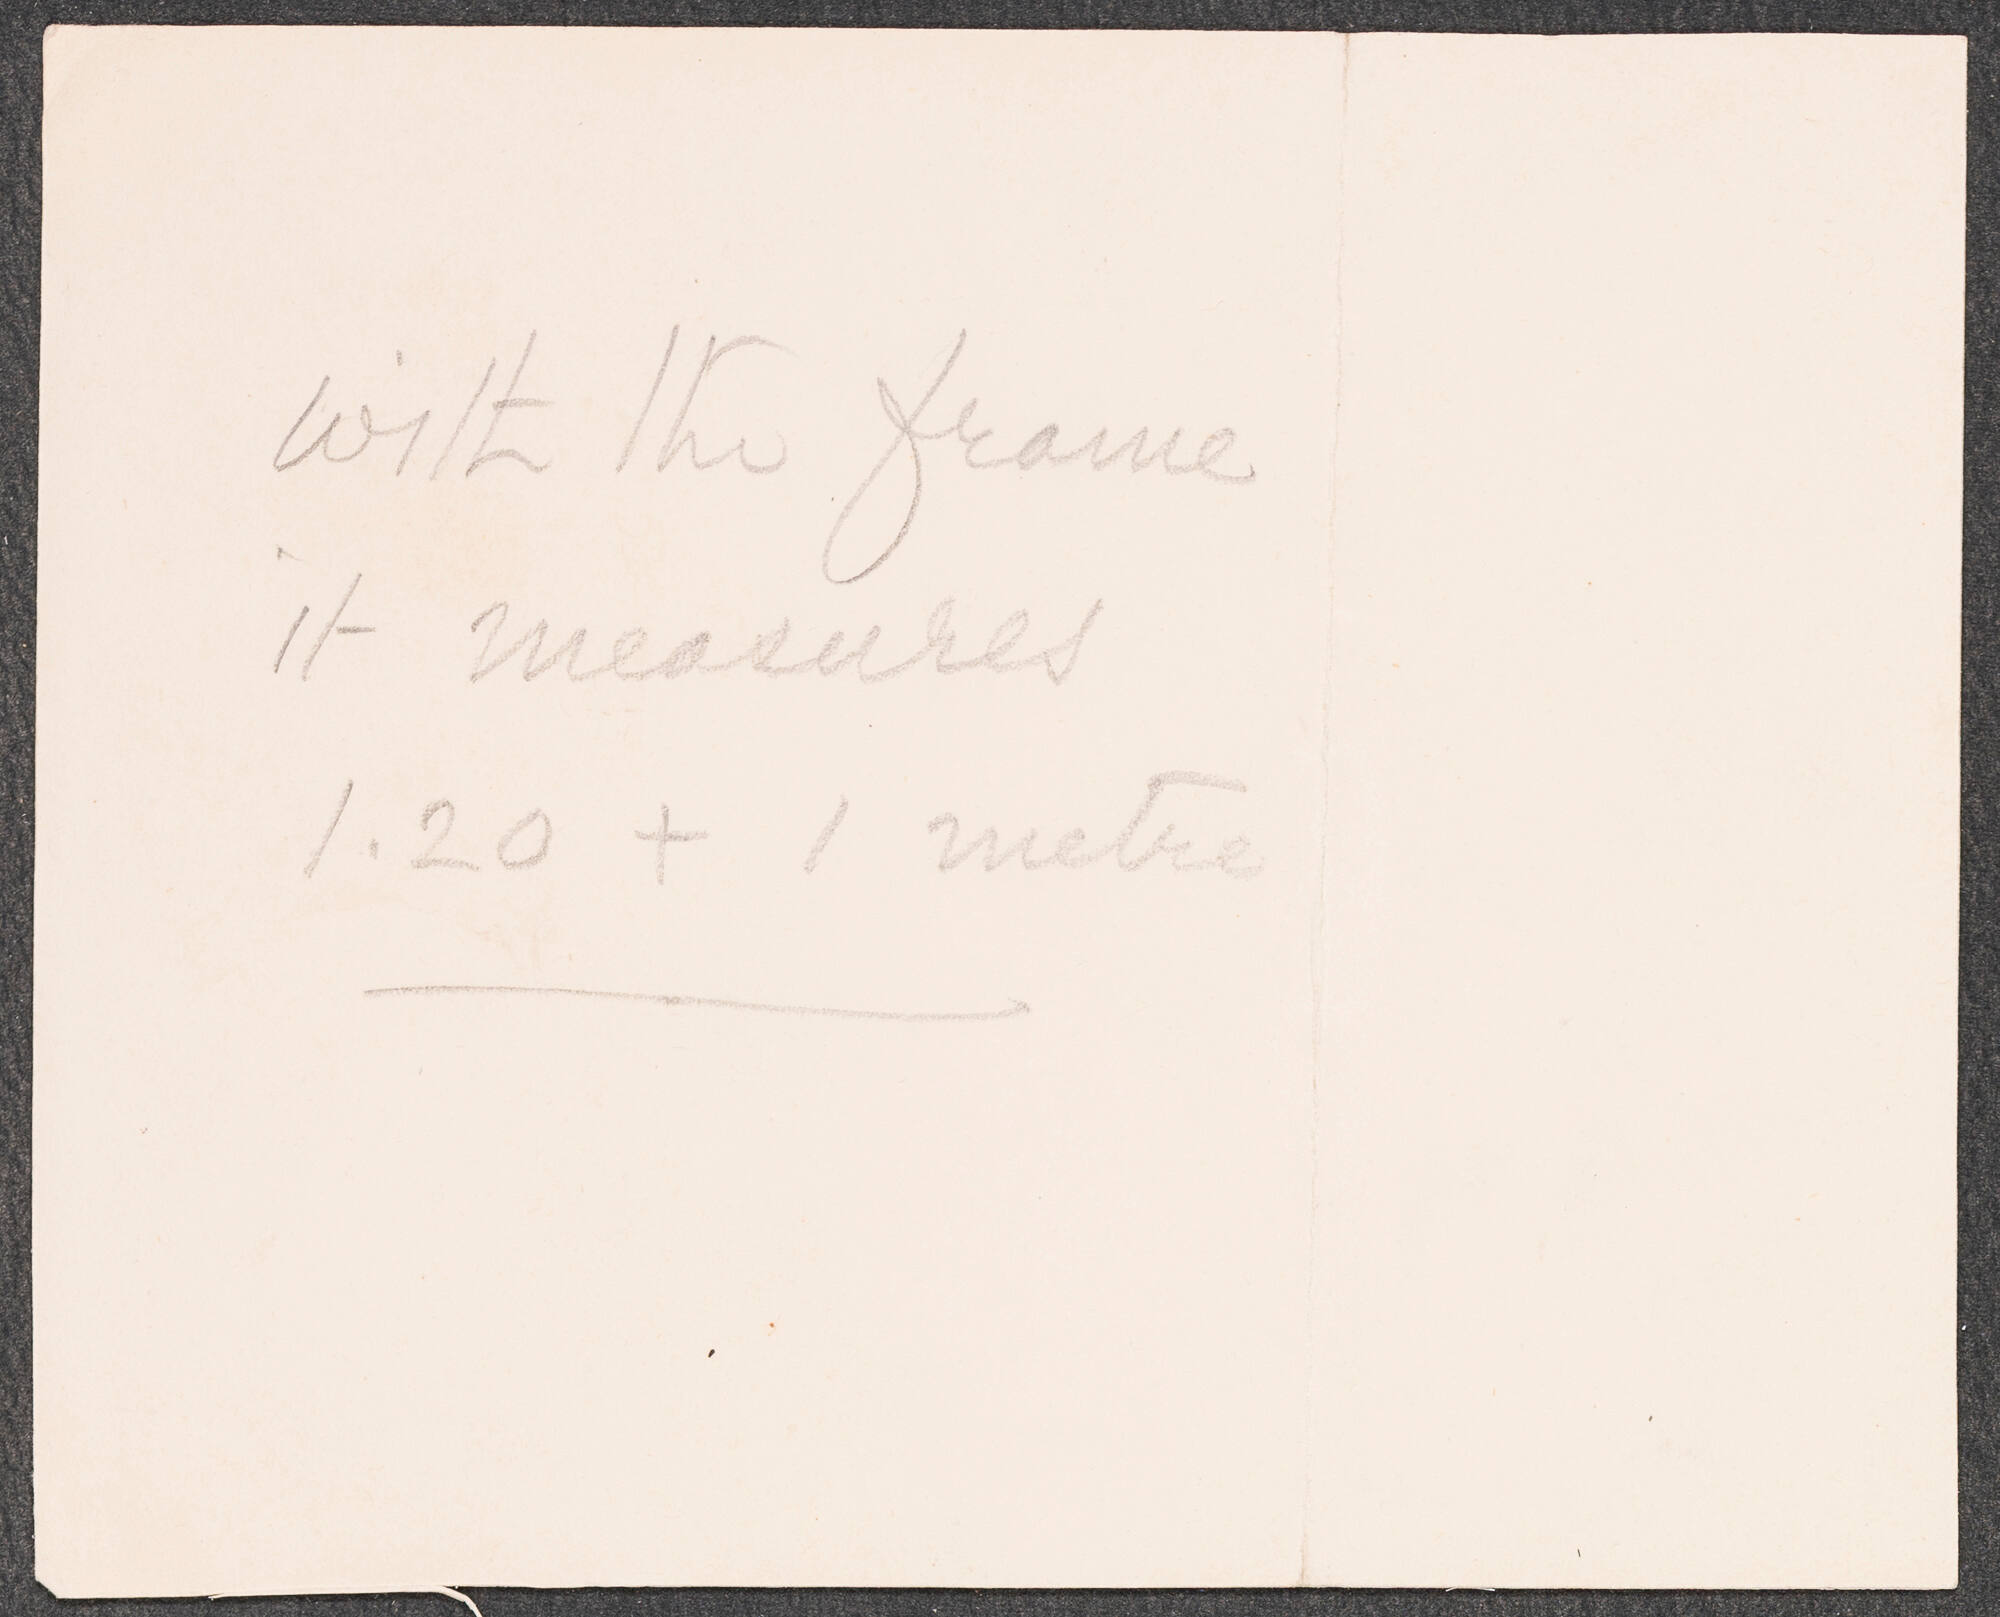 with the frame
it measures
1.20 + 1 metre